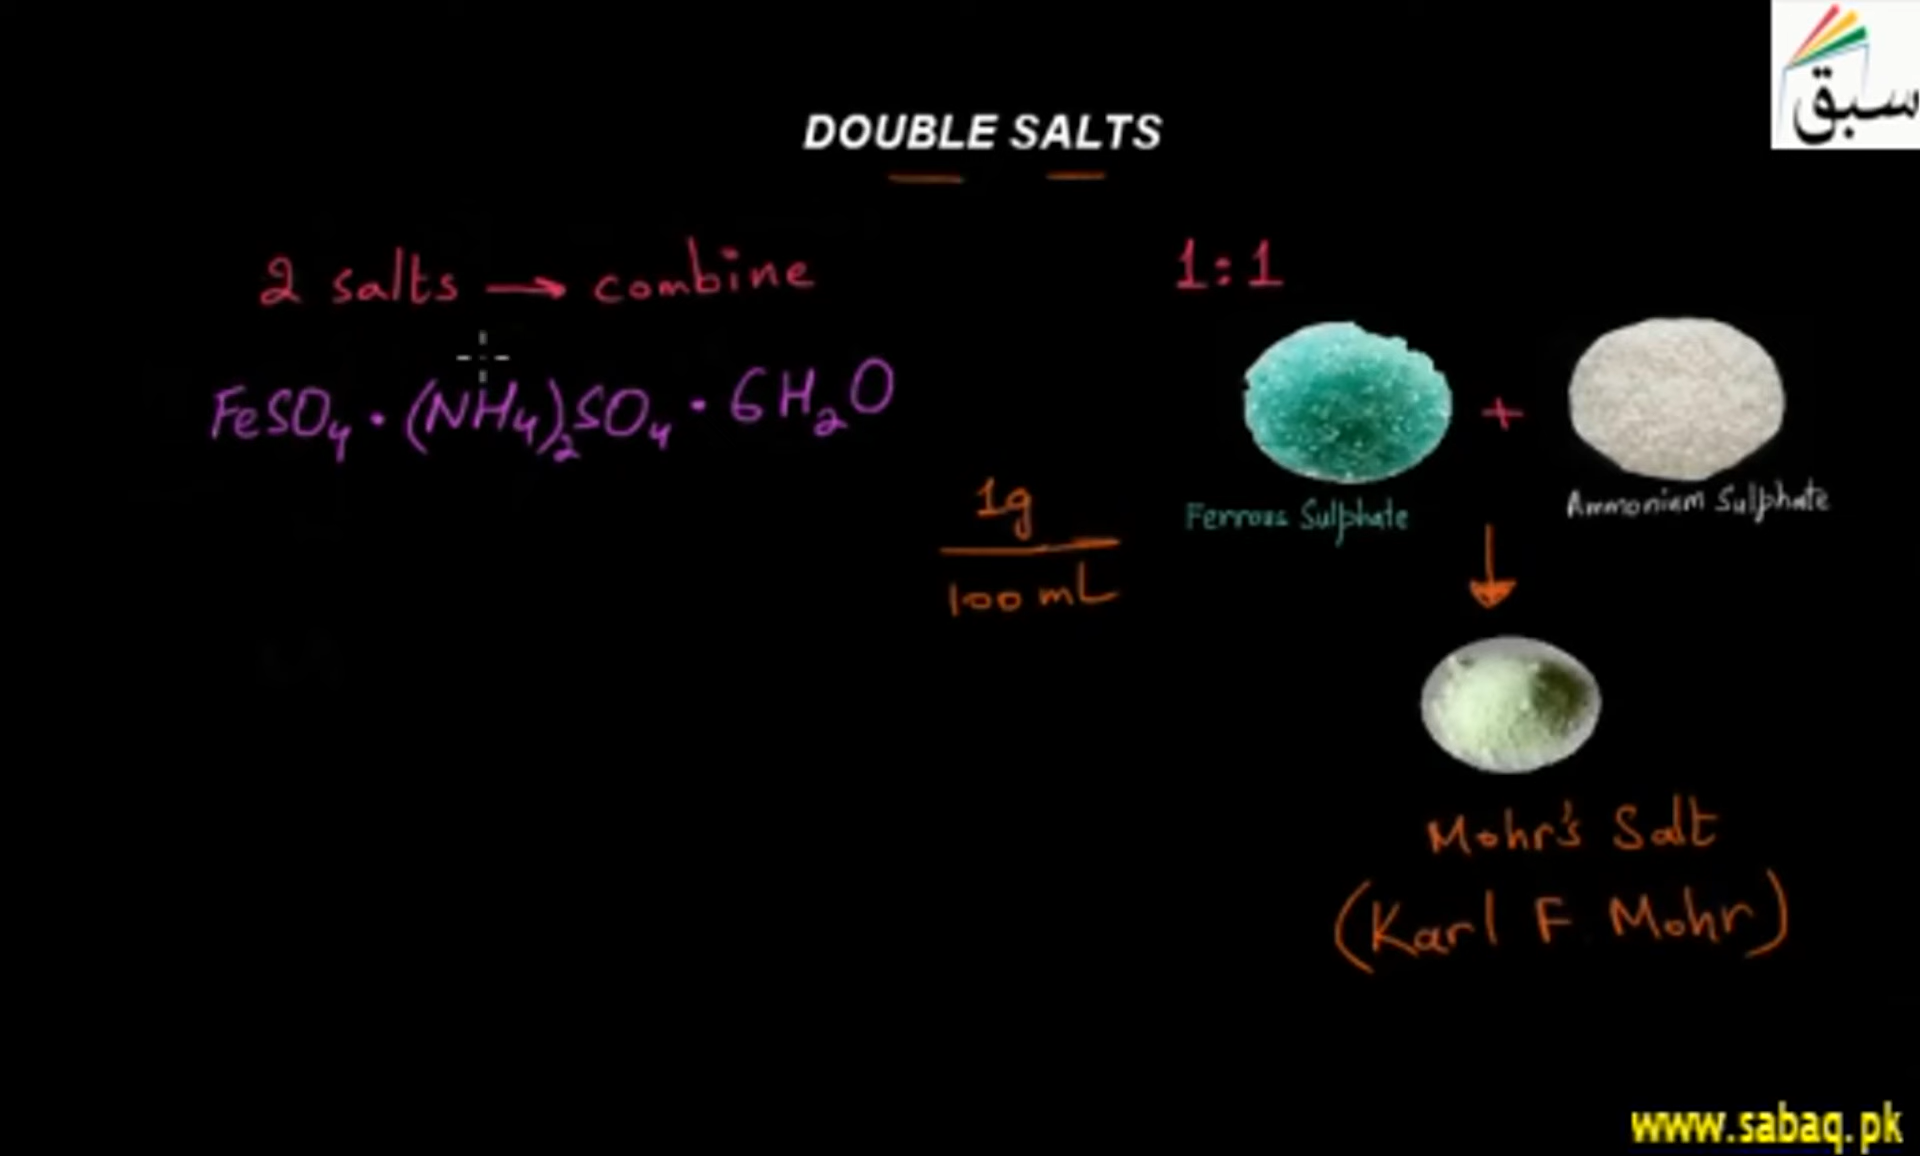 سبق
DOUBLE SALTS
2 salts → combine
1:1
FeSO₄ · (NH₄)₂SO₄ · 6H₂O
+
1g
100 mL
Ferrous Sulphate
Ammonium Sulphate
Mohr's Salt
(Karl F. Mohr)
www.sabaq.pk